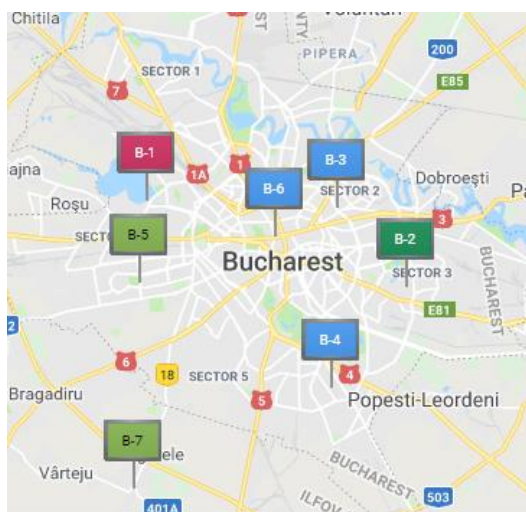 Chitila
Voluntari
PIPERA
200
SECTOR 1
E85
7
B-1
1
B-3
1A
Dobroești
B-6
SECTOR 2
Roșu
3
B-5
B-2
Bucharest
SECTOR 3
BUCHAREST
E81
B-4
6
18
SECTOR 5
4
Bragadiru
5
Popesti-Leordeni
B-7
ele
Vârteju
BUCHAREST
401A
ILFOV
503